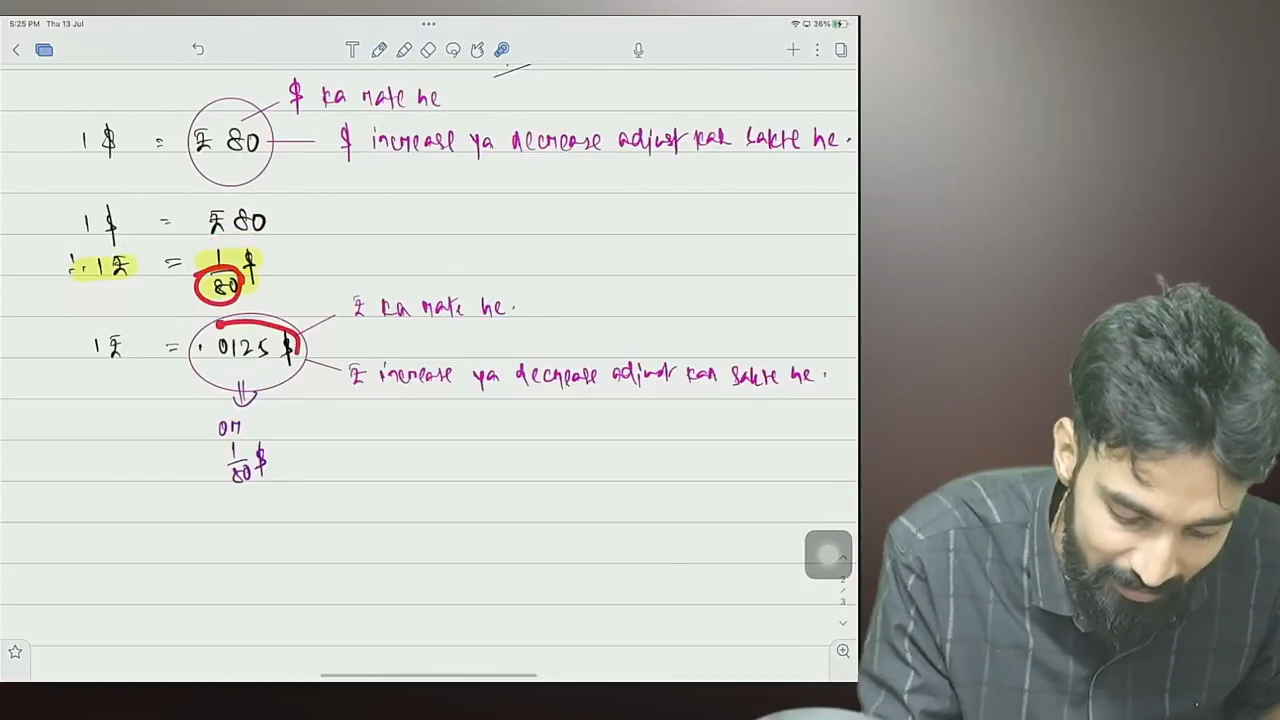 5:25 PM Thu 13 Jul
36%
$ ka rate he
1 $ = ₹ 80
$ increase ya decrease adjust kar sakte he.
1 $ = ₹ 80
∴ 1 ₹ = 1/80 $
₹ ka rate he.
1 ₹ = .0125 $
₹ increase ya decrease adjust kar sakte he.
or
1/80 $
2
/
3